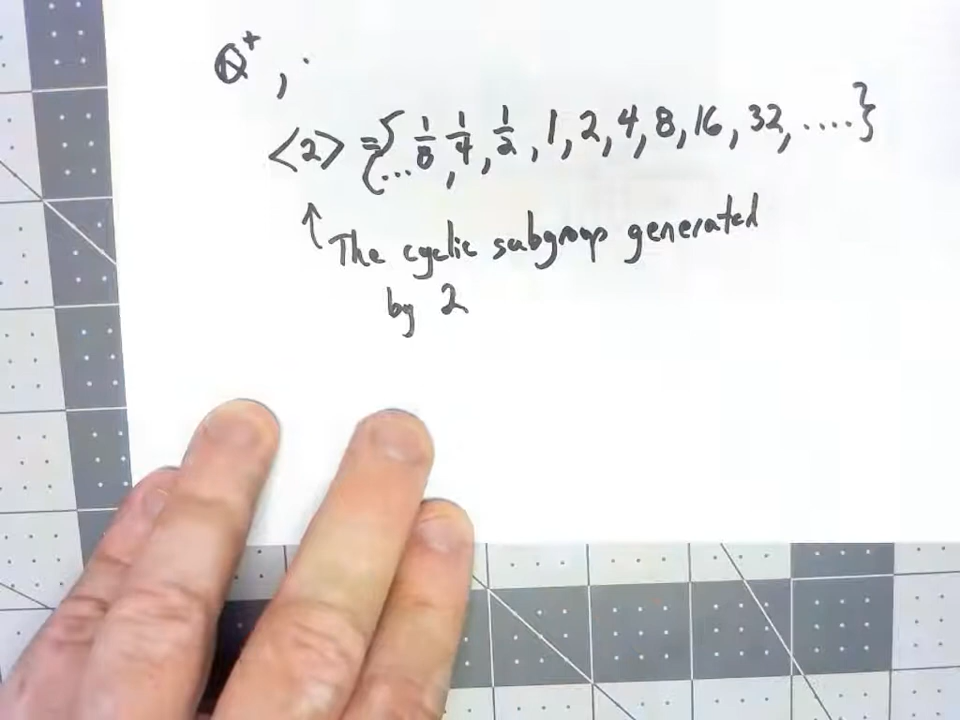 ℚ⁺, ·
⟨2⟩ = {... 1/8, 1/4, 1/2, 1, 2, 4, 8, 16, 32, ....}
↑ The cyclic subgroup generated
by 2